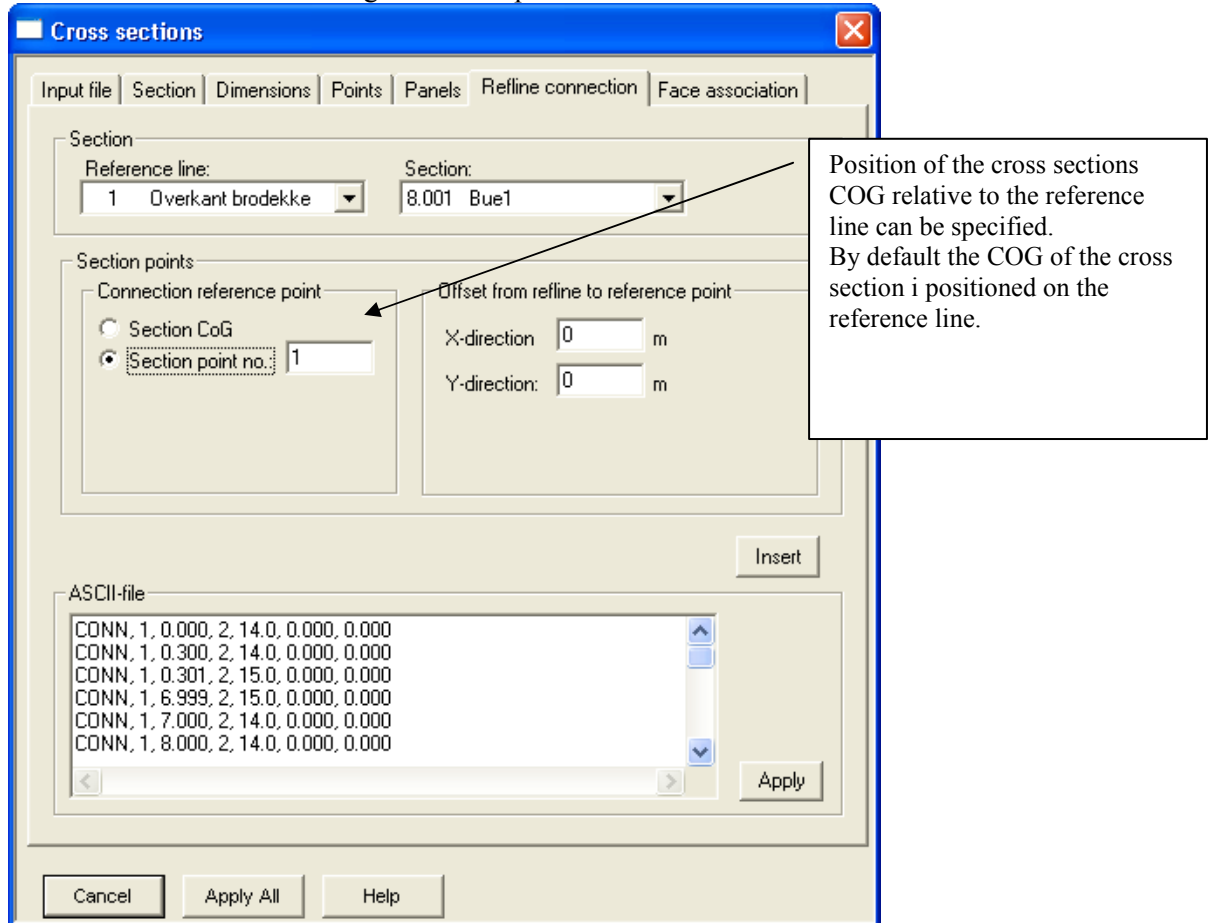 Cross sections
Input file Section Dimensions Points Panels Refline connection Face association
Section
Reference line: Section:
1 Overkant brodekke 8.001 Bue1
Section points
Connection reference point
Section CoG
Section point no.: 1
Offset from refline to reference point
X-direction 0 m
Y-direction: 0 m
Position of the cross sections
COG relative to the reference
line can be specified.
By default the COG of the cross
section i positioned on the
reference line.
Insert
ASCII-file
CONN, 1, 0.000, 2, 14.0, 0.000, 0.000
CONN, 1, 0.300, 2, 14.0, 0.000, 0.000
CONN, 1, 0.301, 2, 15.0, 0.000, 0.000
CONN, 1, 6.999, 2, 15.0, 0.000, 0.000
CONN, 1, 7.000, 2, 14.0, 0.000, 0.000
CONN, 1, 8.000, 2, 14.0, 0.000, 0.000
Apply
Cancel Apply All Help